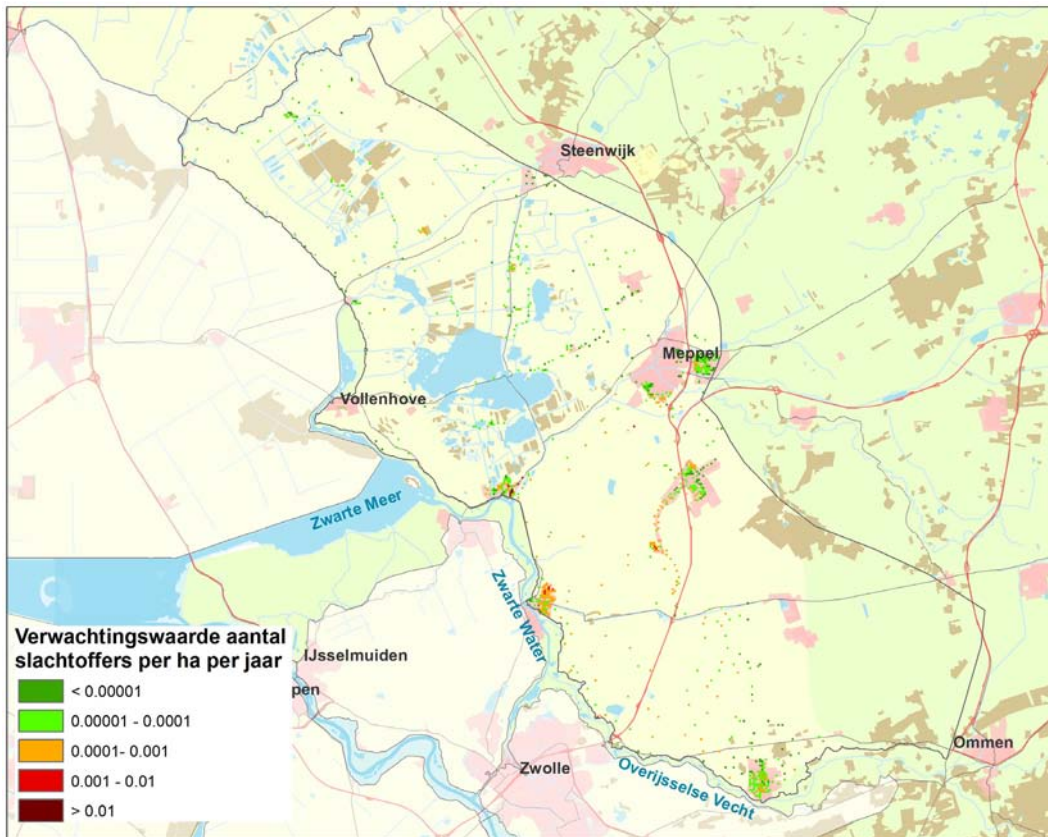 Steenwijk
Meppel
Vollenhove
Zwarte Meer
Zwarte Water
IJsselmuiden
pen
Zwolle
Overijsselse Vecht
Ommen
Verwachtingswaarde aantal
slachtoffers per ha per jaar
< 0.00001
0.00001 - 0.0001
0.0001- 0.001
0.001 - 0.01
> 0.01